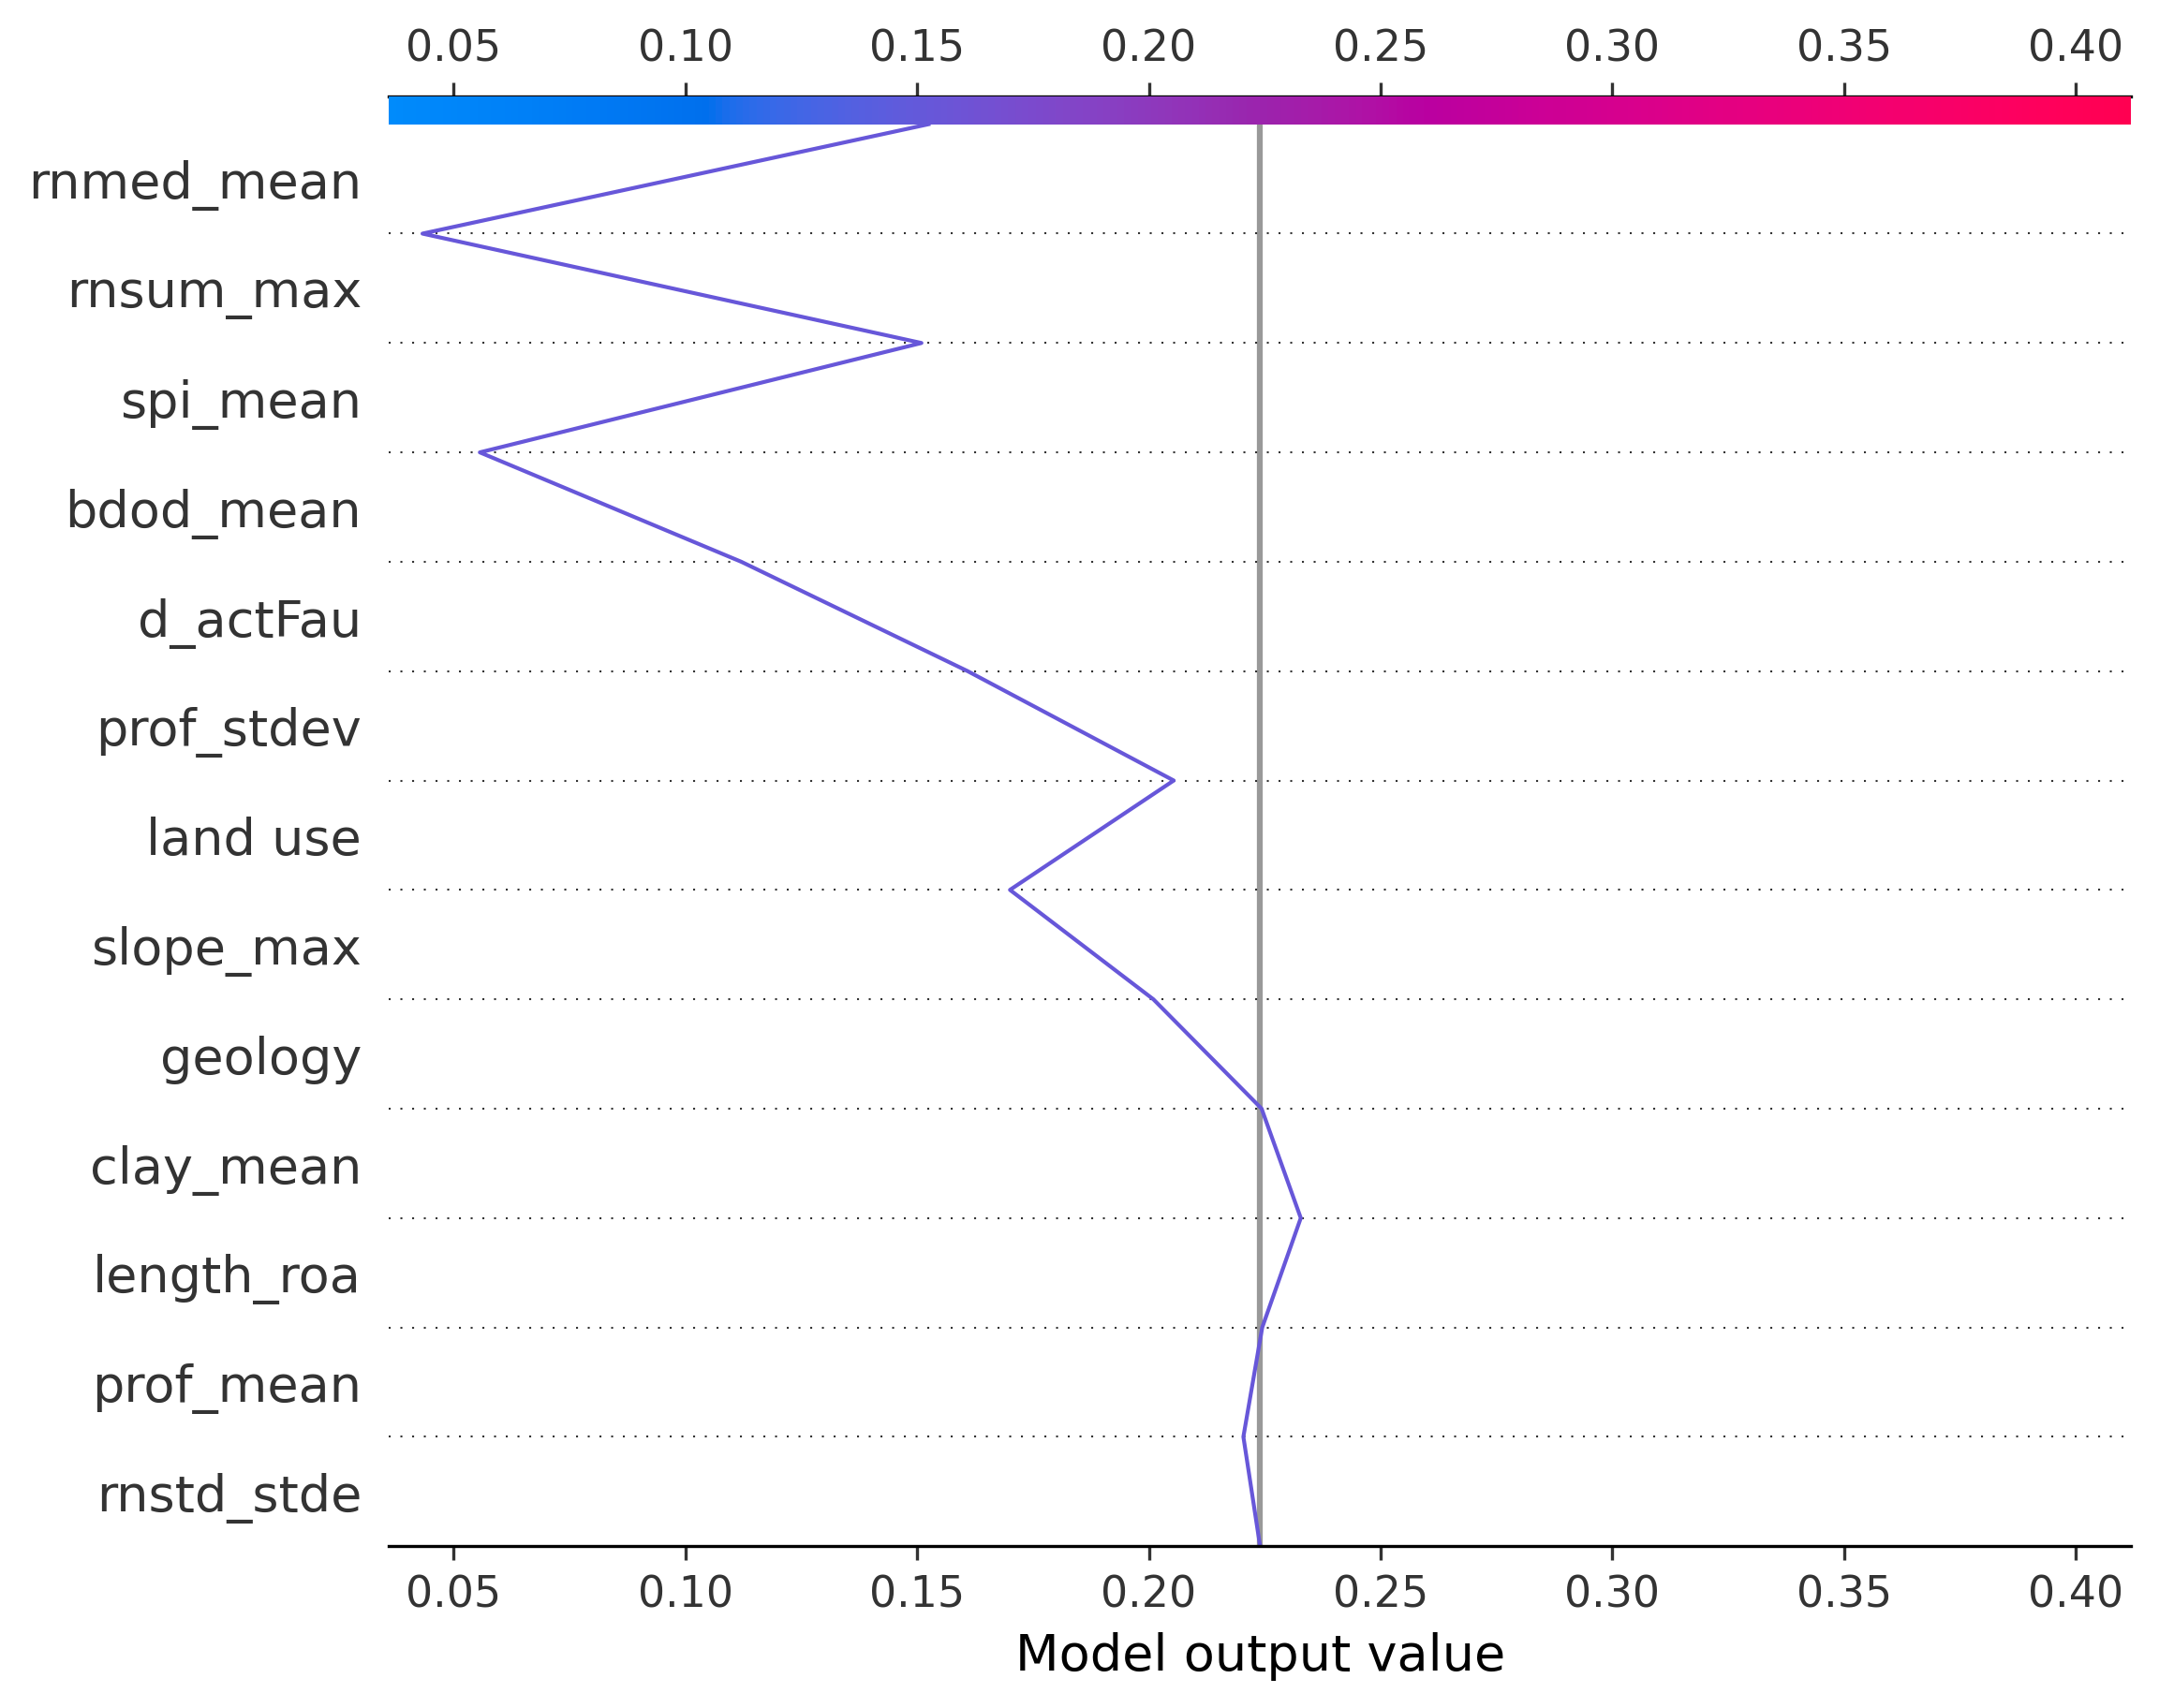 0.05 0.10 0.15 0.20 0.25 0.30 0.35 0.40
rnmed_mean
rnsum_max
spi_mean
bdod_mean
d_actFau
prof_stdev
land use
slope_max
geology
clay_mean
length_roa
prof_mean
rnstd_stde
0.05 0.10 0.15 0.20 0.25 0.30 0.35 0.40
Model output value